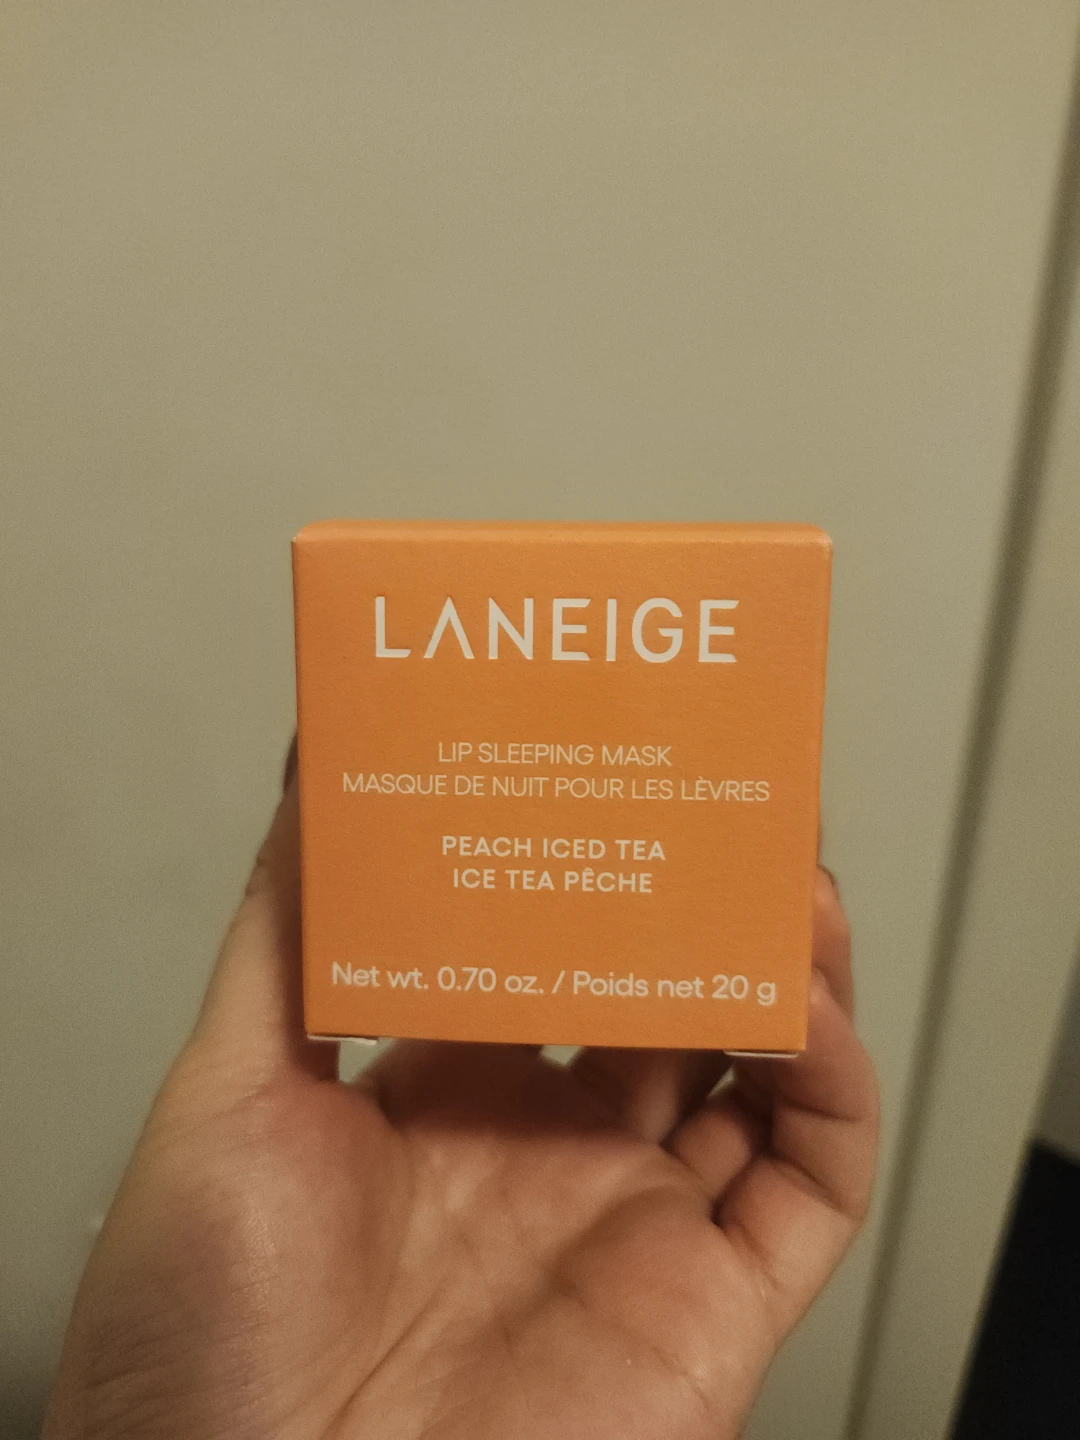 LANEIGE
LIP SLEEPING MASK
MASQUE DE NUIT POUR LES LÈVRES
PEACH ICED TEA
ICE TEA PÊCHE
Net wt. 0.70 oz. / Poids net 20 g